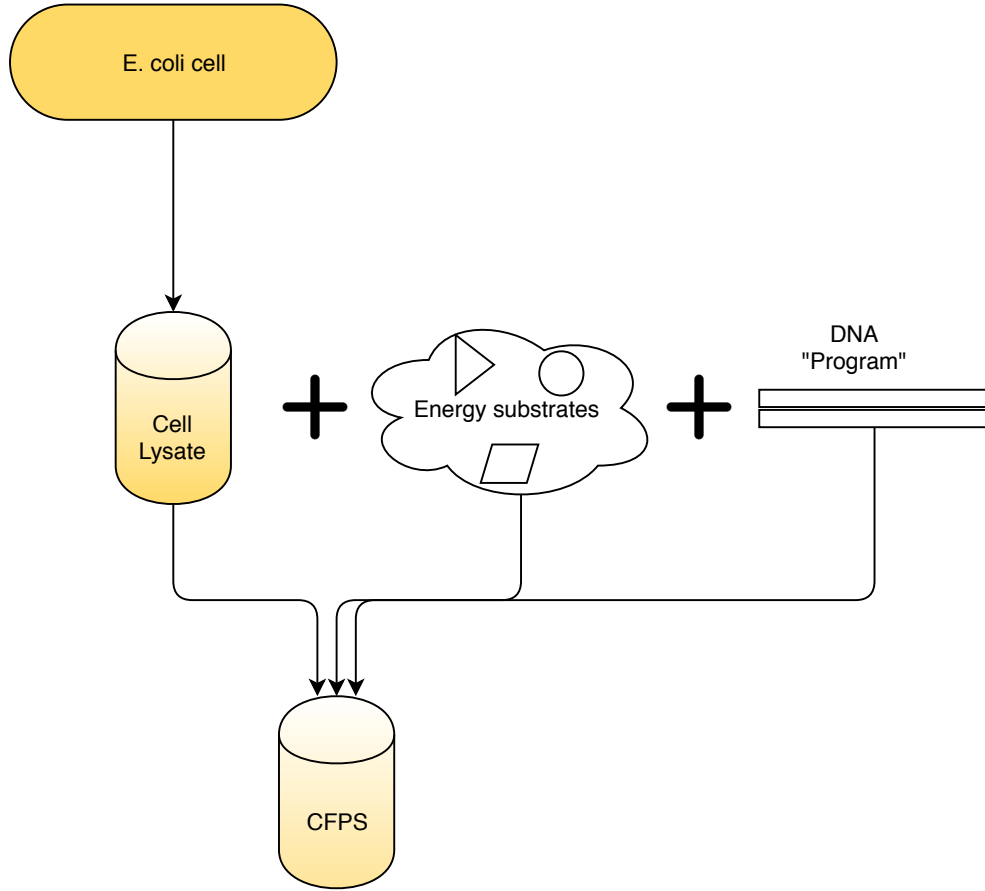 E. coli cell
Cell
Lysate
Energy substrates
DNA
"Program"
CFPS